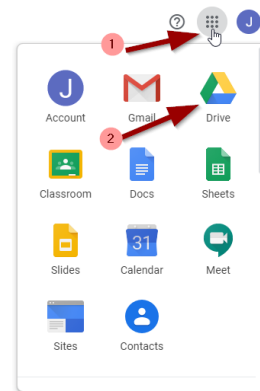 1
J
J
Account
Gmail
Drive
2
Classroom
Docs
Sheets
31
Slides
Calendar
Meet
Sites
Contacts